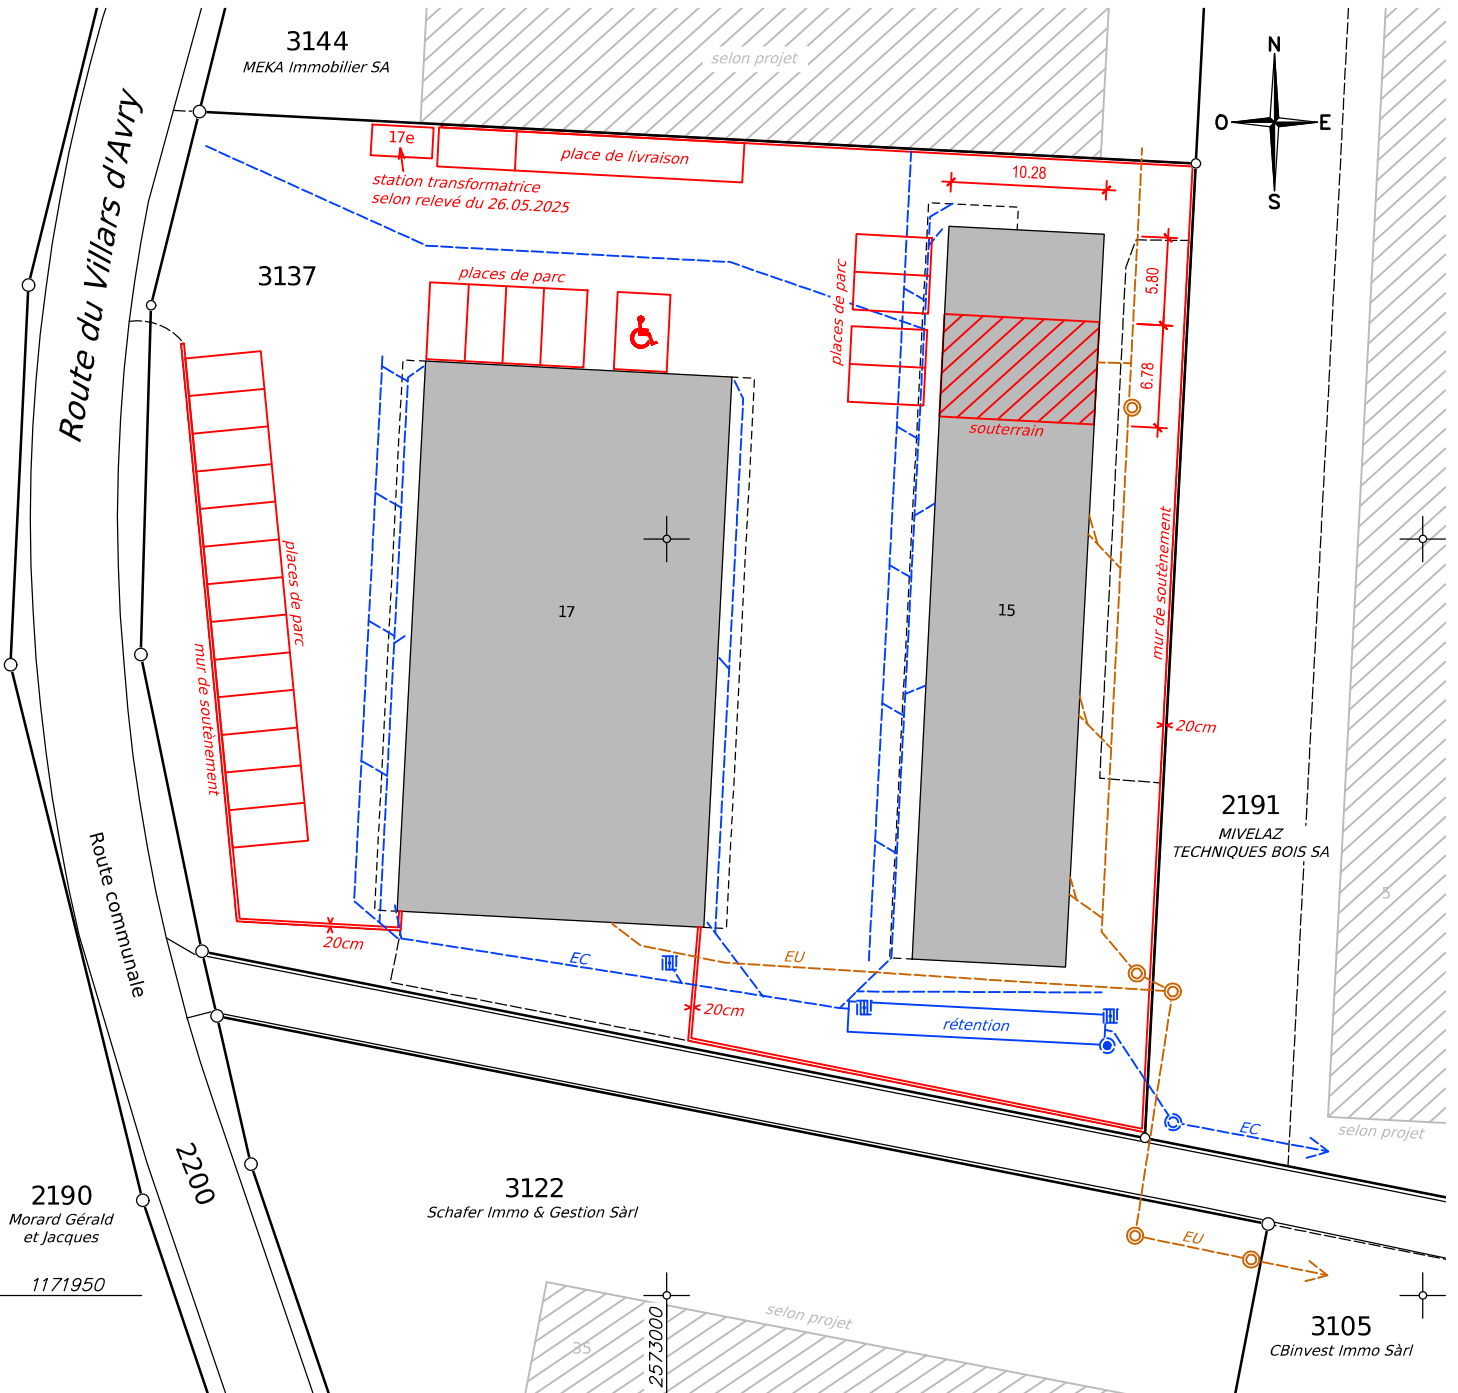 3144
MEKA Immobilier SA
selon projet
N
O
E
S
17e
place de livraison
station transformatrice
selon relevé du 26.05.2025
10.28
Route du Villars d'Avry
3137
places de parc
places de parc
5.80
6.78
souterrain
places de parc
mur de soutènement
mur de soutènement
17
15
20cm
2191
MIVELAZ
TECHNIQUES BOIS SA
5
Route communale
20cm
EC
EU
20cm
rétention
EC
selon projet
2200
2190
Morard Gérald
et Jacques
3122
Schafer Immo & Gestion Sàrl
EU
1171950
2573000
selon projet
35
3105
CBinvest Immo Sàrl